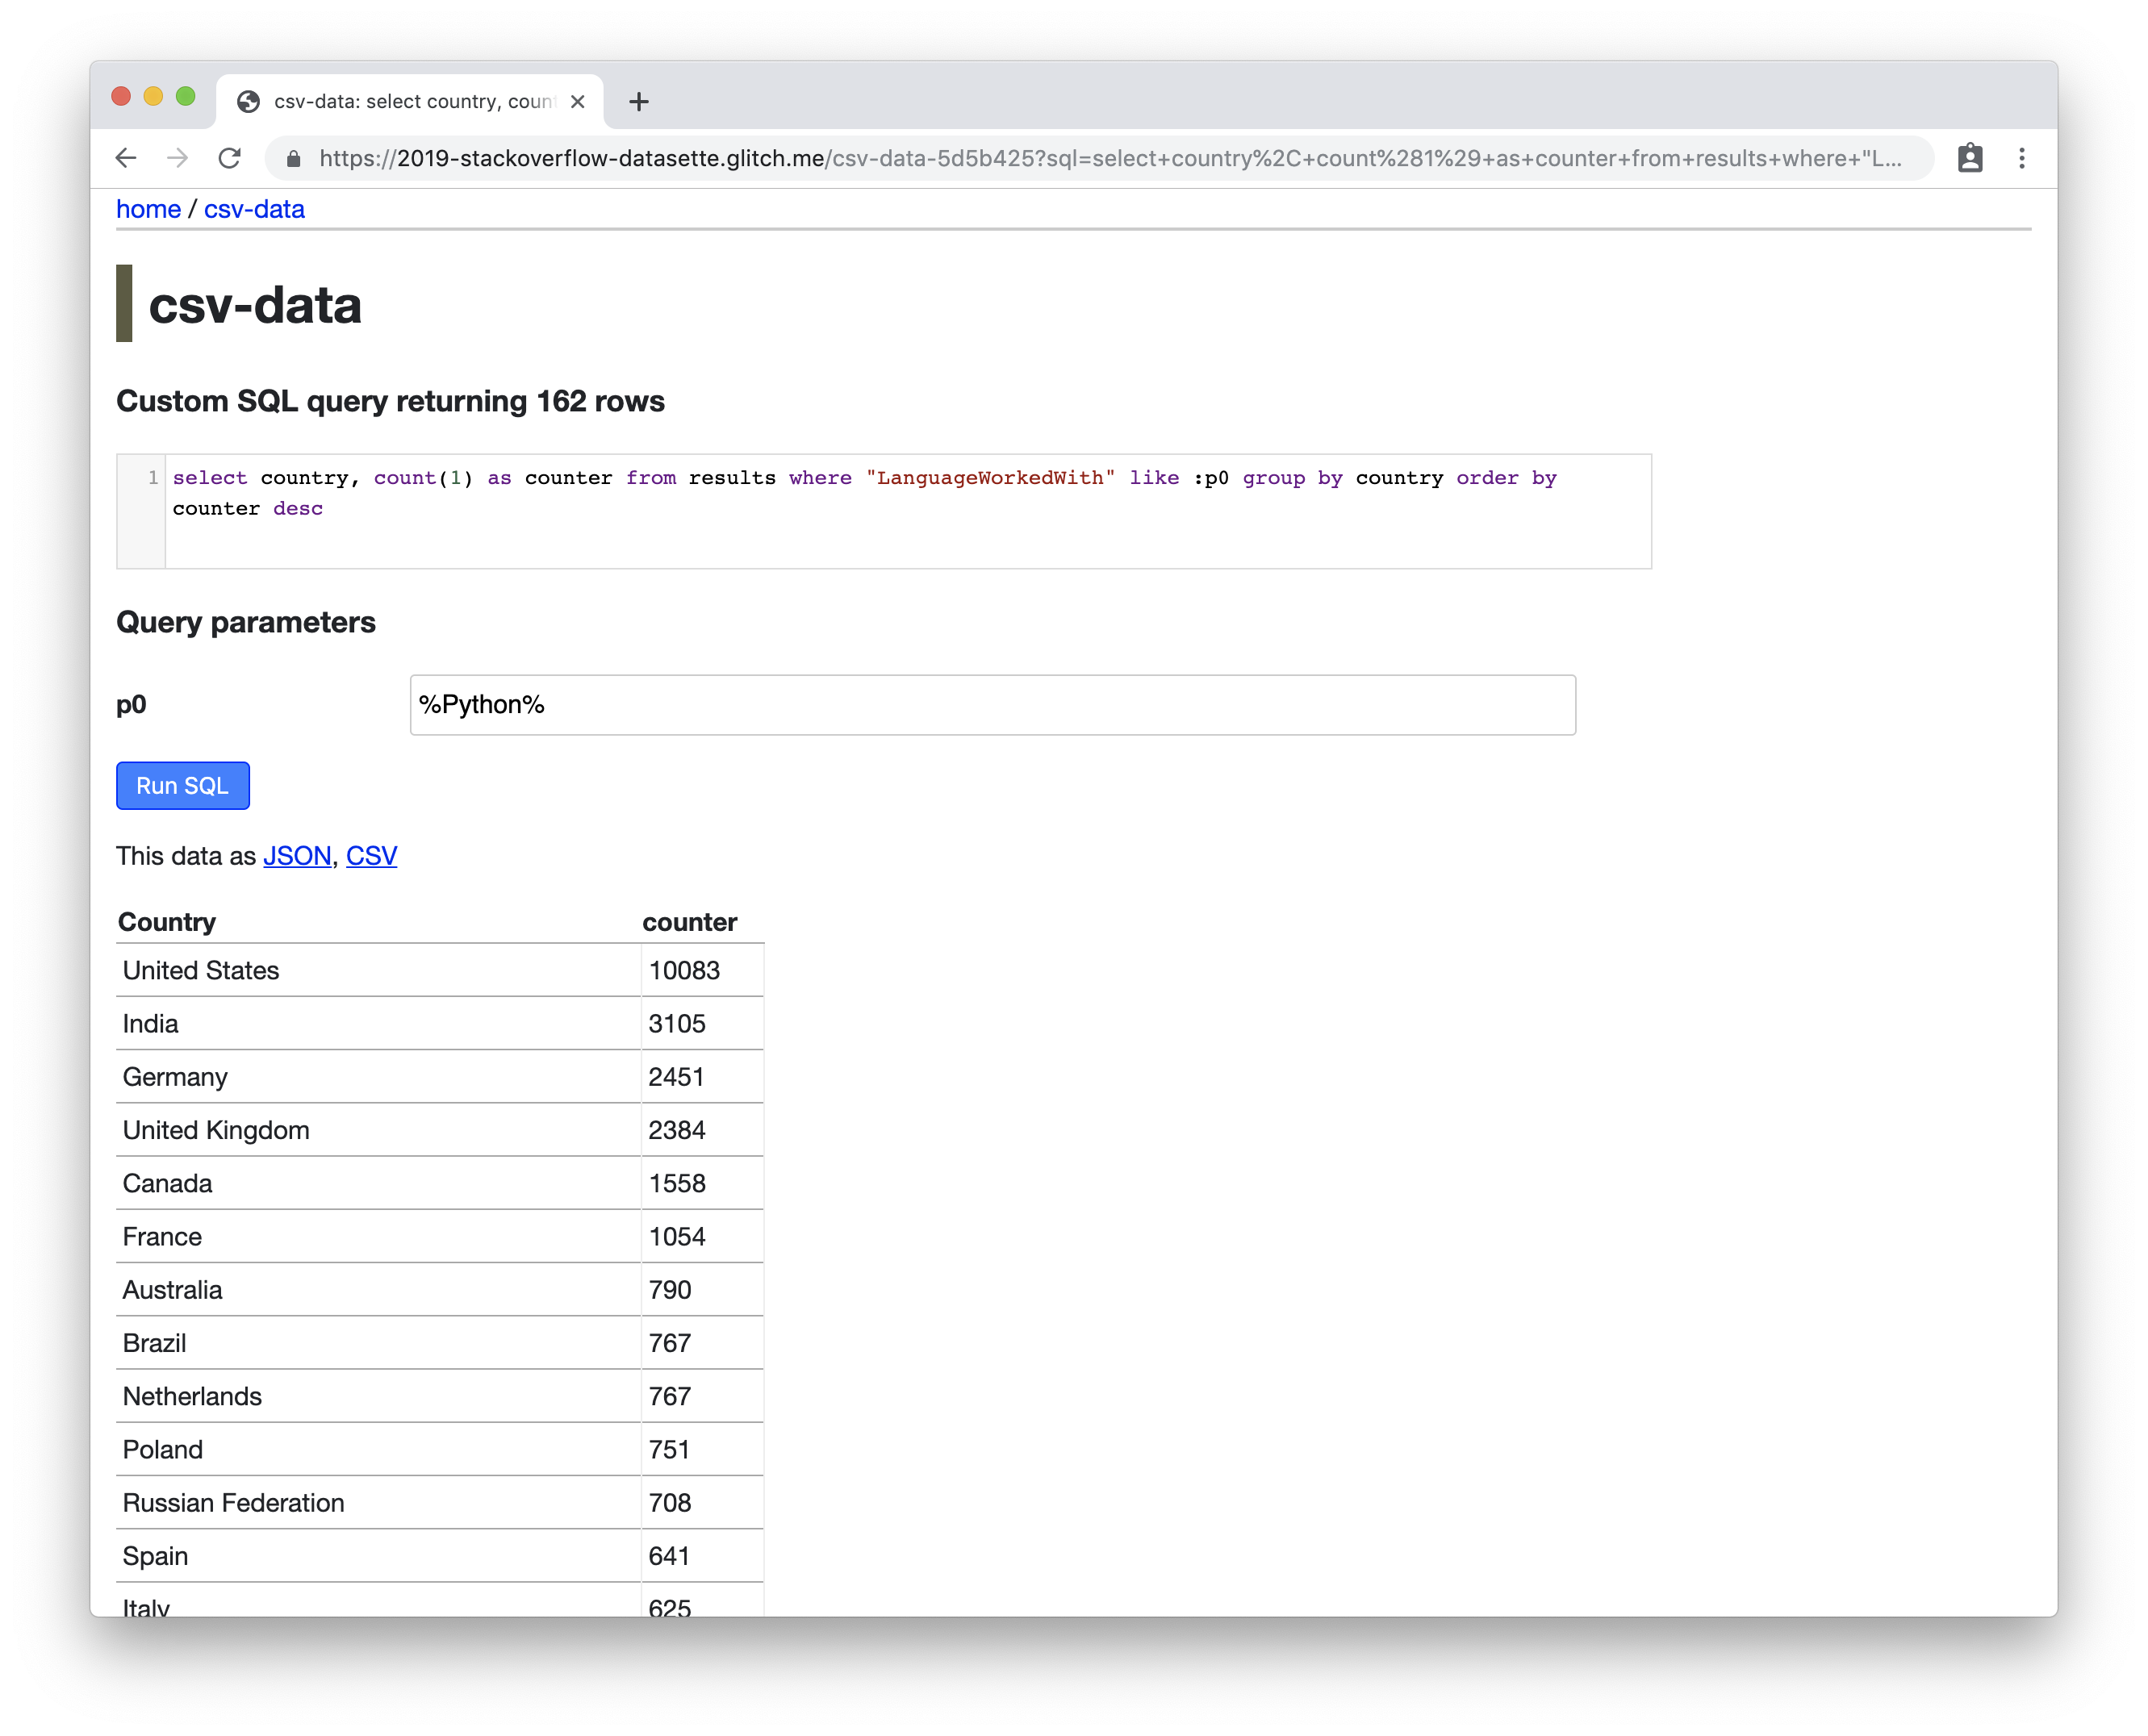 csv-data: select country, coun
https://2019-stackoverflow-datasette.glitch.me/csv-data-5d5b425?sql=select+country%2C+count%281%29+as+counter+from+results+where+"L...
home / csv-data
csv-data
Custom SQL query returning 162 rows
1 select country, count(1) as counter from results where "LanguageWorkedWith" like :p0 group by country order by
counter desc
Query parameters
p0 %Python%
Run SQL
This data as JSON, CSV
Country counter
United States 10083
India 3105
Germany 2451
United Kingdom 2384
Canada 1558
France 1054
Australia 790
Brazil 767
Netherlands 767
Poland 751
Russian Federation 708
Spain 641
Italy 625